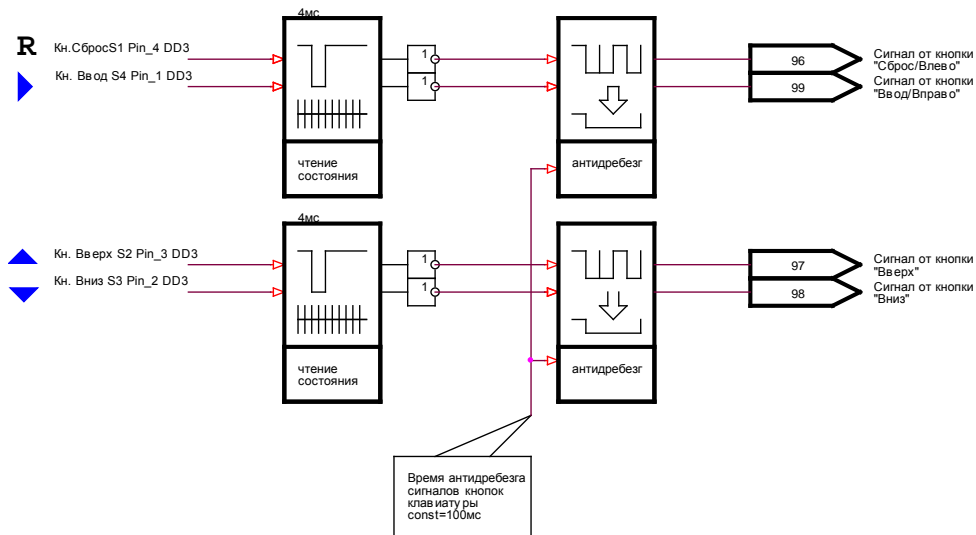 4мс
R
Кн.СбросS1 Pin_4 DD3
Кн. Ввод S4 Pin_1 DD3
1
1
96
99
Сигнал от кнопки
"Сброс/Влево"
Сигнал от кнопки
"Ввод/Вправо"
чтение
состояния
антидребезг
4мс
Кн. Вверх S2 Pin_3 DD3
Кн. Вниз S3 Pin_2 DD3
1
1
97
98
Сигнал от кнопки
"Вверх"
Сигнал от кнопки
"Вниз"
чтение
состояния
антидребезг
Время антидребезга
сигналов кнопок
клавиатуры
const=100мс